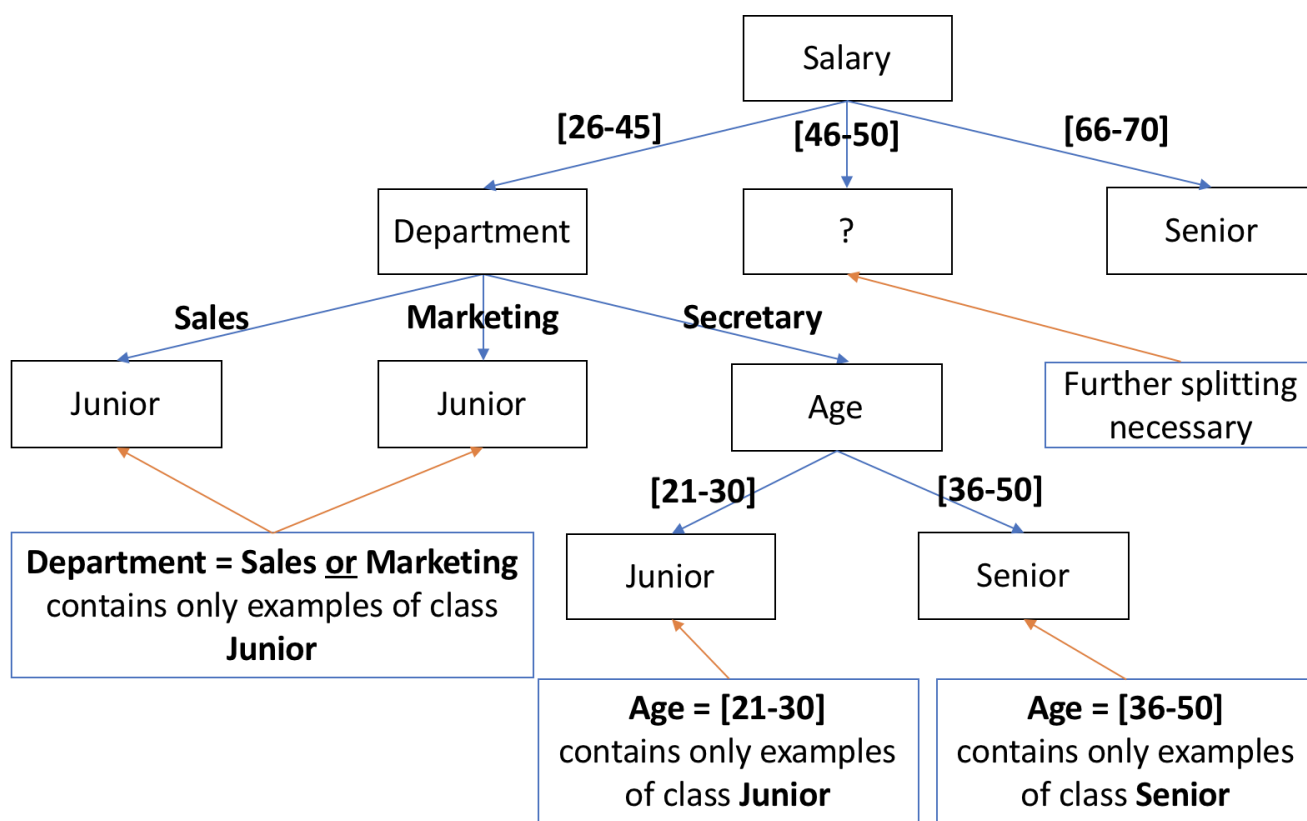 Salary
[26-45]
[46-50]
[66-70]
Department
?
Senior
Sales
Marketing
Secretary
Junior
Junior
Age
Further splitting
necessary
[21-30]
[36-50]
Department = Sales or Marketing
contains only examples of class
Junior
Junior
Senior
Age = [21-30]
contains only examples
of class Junior
Age = [36-50]
contains only examples
of class Senior